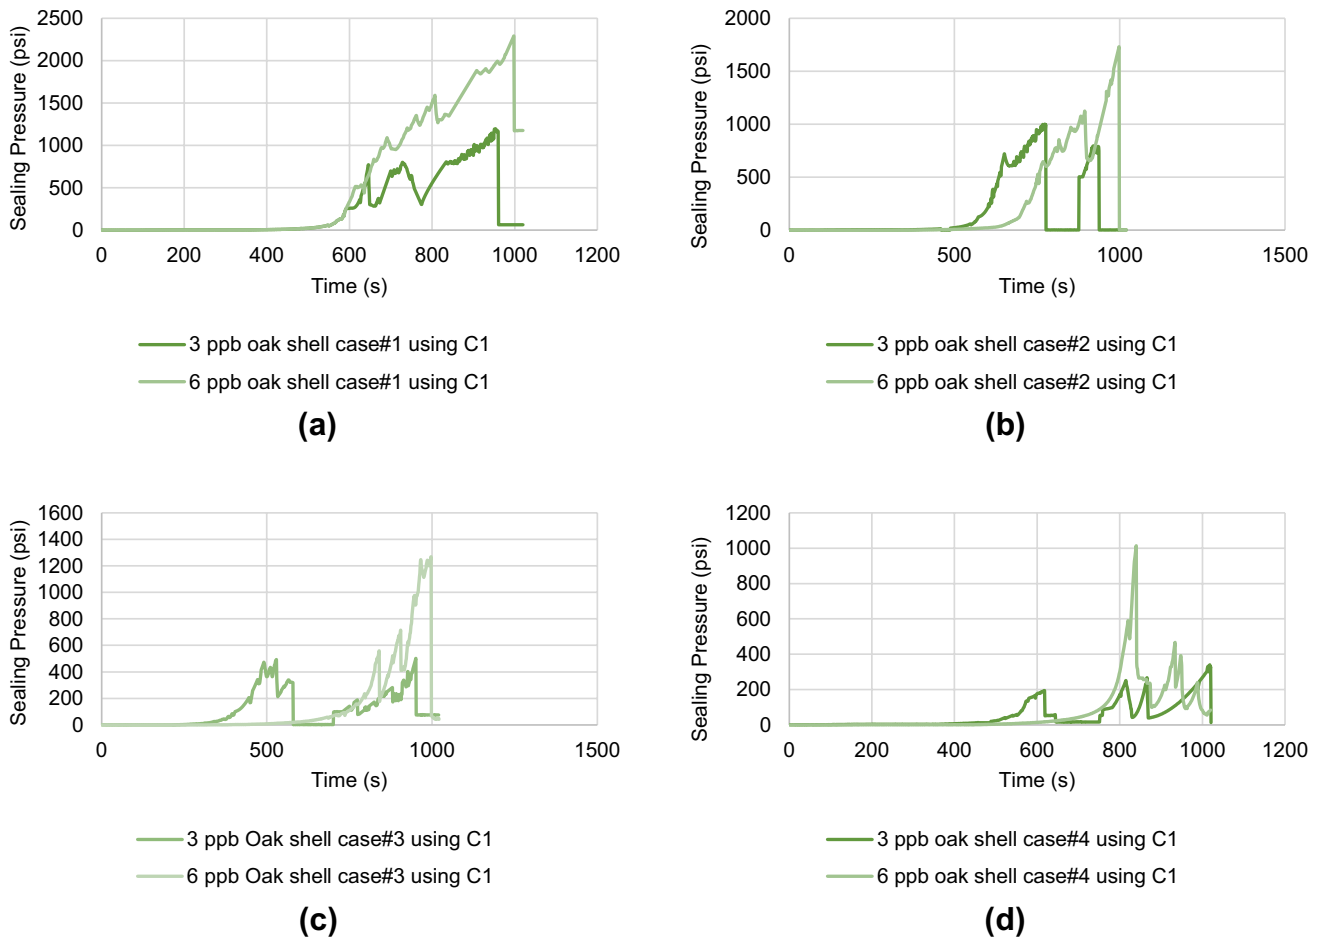 2500
2000
1500
1000
500
0
Sealing Pressure (psi)
0 200 400 600 800 1000 1200
Time (s)
3 ppb oak shell case#1 using C1
6 ppb oak shell case#1 using C1
(a)
2000
1500
1000
500
0
Sealing Pressure (psi)
0 500 1000 1500
Time (s)
3 ppb oak shell case#2 using C1
6 ppb oak shell case#2 using C1
(b)
1600
1400
1200
1000
800
600
400
200
0
Sealing Pressure (psi)
0 500 1000 1500
Time (s)
3 ppb Oak shell case#3 using C1
6 ppb Oak shell case#3 using C1
(c)
1200
1000
800
600
400
200
0
Sealing Pressure (psi)
0 200 400 600 800 1000 1200
Time (s)
3 ppb oak shell case#4 using C1
6 ppb oak shell case#4 using C1
(d)